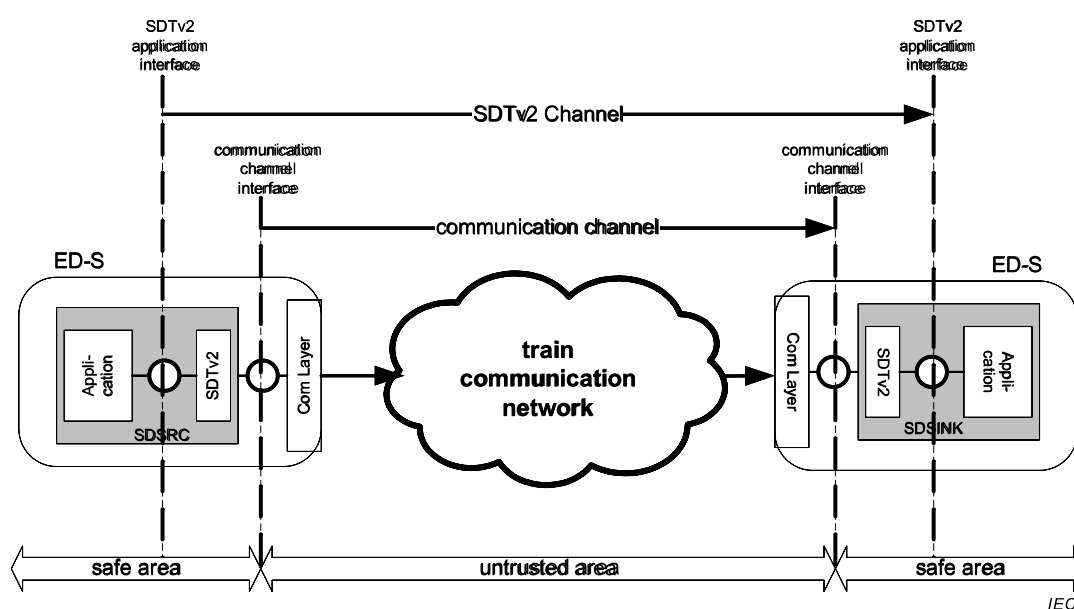 SDTv2
application
interface
SDTv2
application
interface
SDTv2 Channel
communication
channel
interface
communication
channel
interface
communication channel
ED-S
ED-S
Appli-
cation
SDTv2
SDSRC
Com Layer
train
communication
network
Com Layer
SDTv2
SDSINK
Appli-
cation
safe area
untrusted area
safe area
IEC